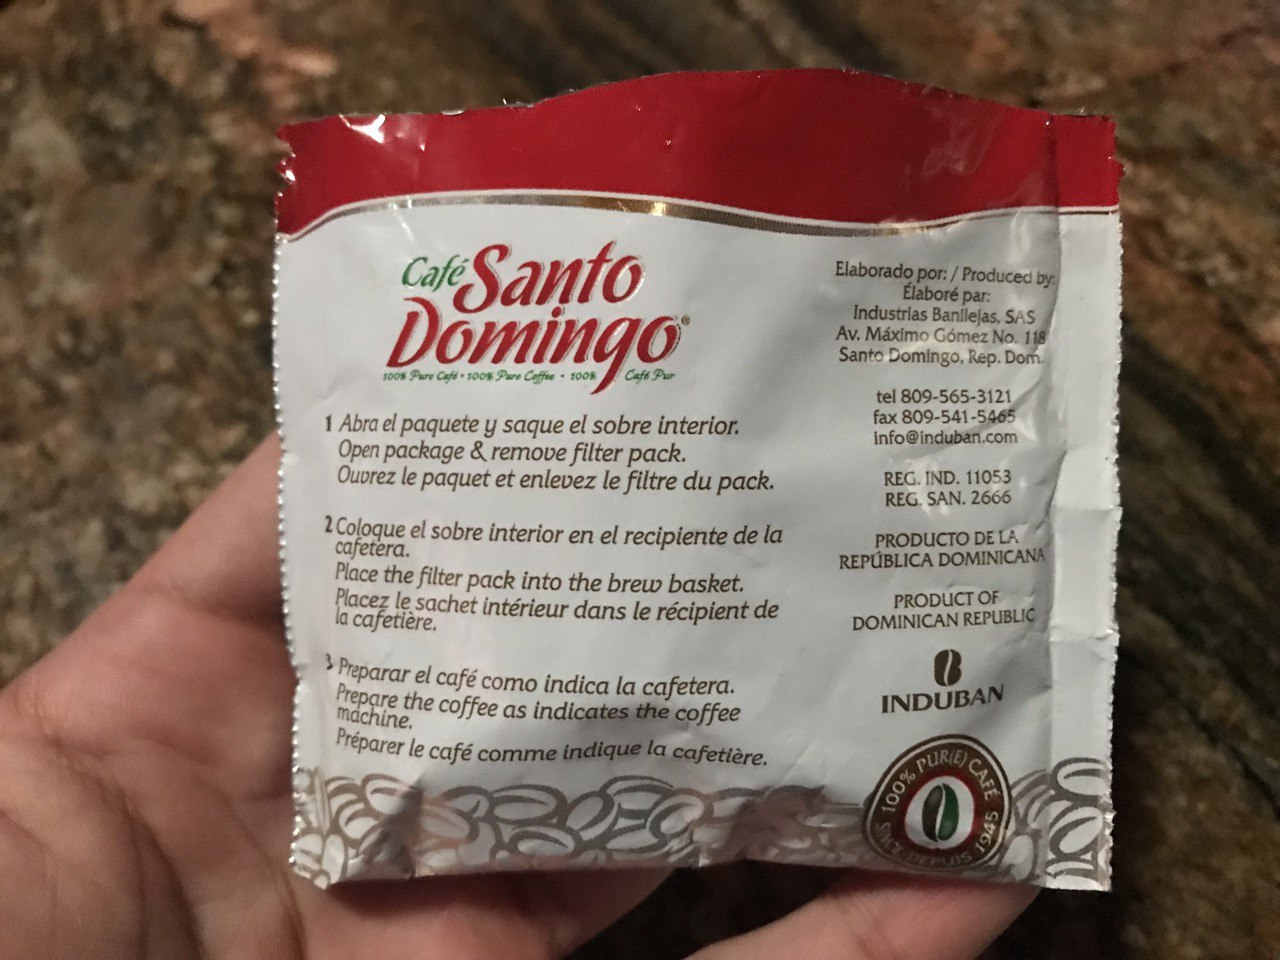 Café Santo
Domingo®
100% Puro Café • 100% Pure Coffee • 100% Café Pur
1 Abra el paquete y saque el sobre interior.
Open package & remove filter pack.
Ouvrez le paquet et enlevez le filtre du pack.
2 Coloque el sobre interior en el recipiente de la
cafetera.
Place the filter pack into the brew basket.
Placez le sachet intérieur dans le récipient de
la cafetière.
3 Preparar el café como indica la cafetera.
Prepare the coffee as indicates the coffee
machine.
Préparer le café comme indique la cafetière.
Elaborado por: / Produced by:
Élaboré par:
Industrias Banilejas, SAS
Av. Máximo Gómez No. 118
Santo Domingo, Rep. Dom.
tel 809-565-3121
fax 809-541-5465
info@induban.com
REG. IND. 11053
REG. SAN. 2666
PRODUCTO DE LA
REPÚBLICA DOMINICANA
PRODUCT OF
DOMINICAN REPUBLIC
INDUBAN
100% PUR(E) CAFÉ
DEPUIS 1945